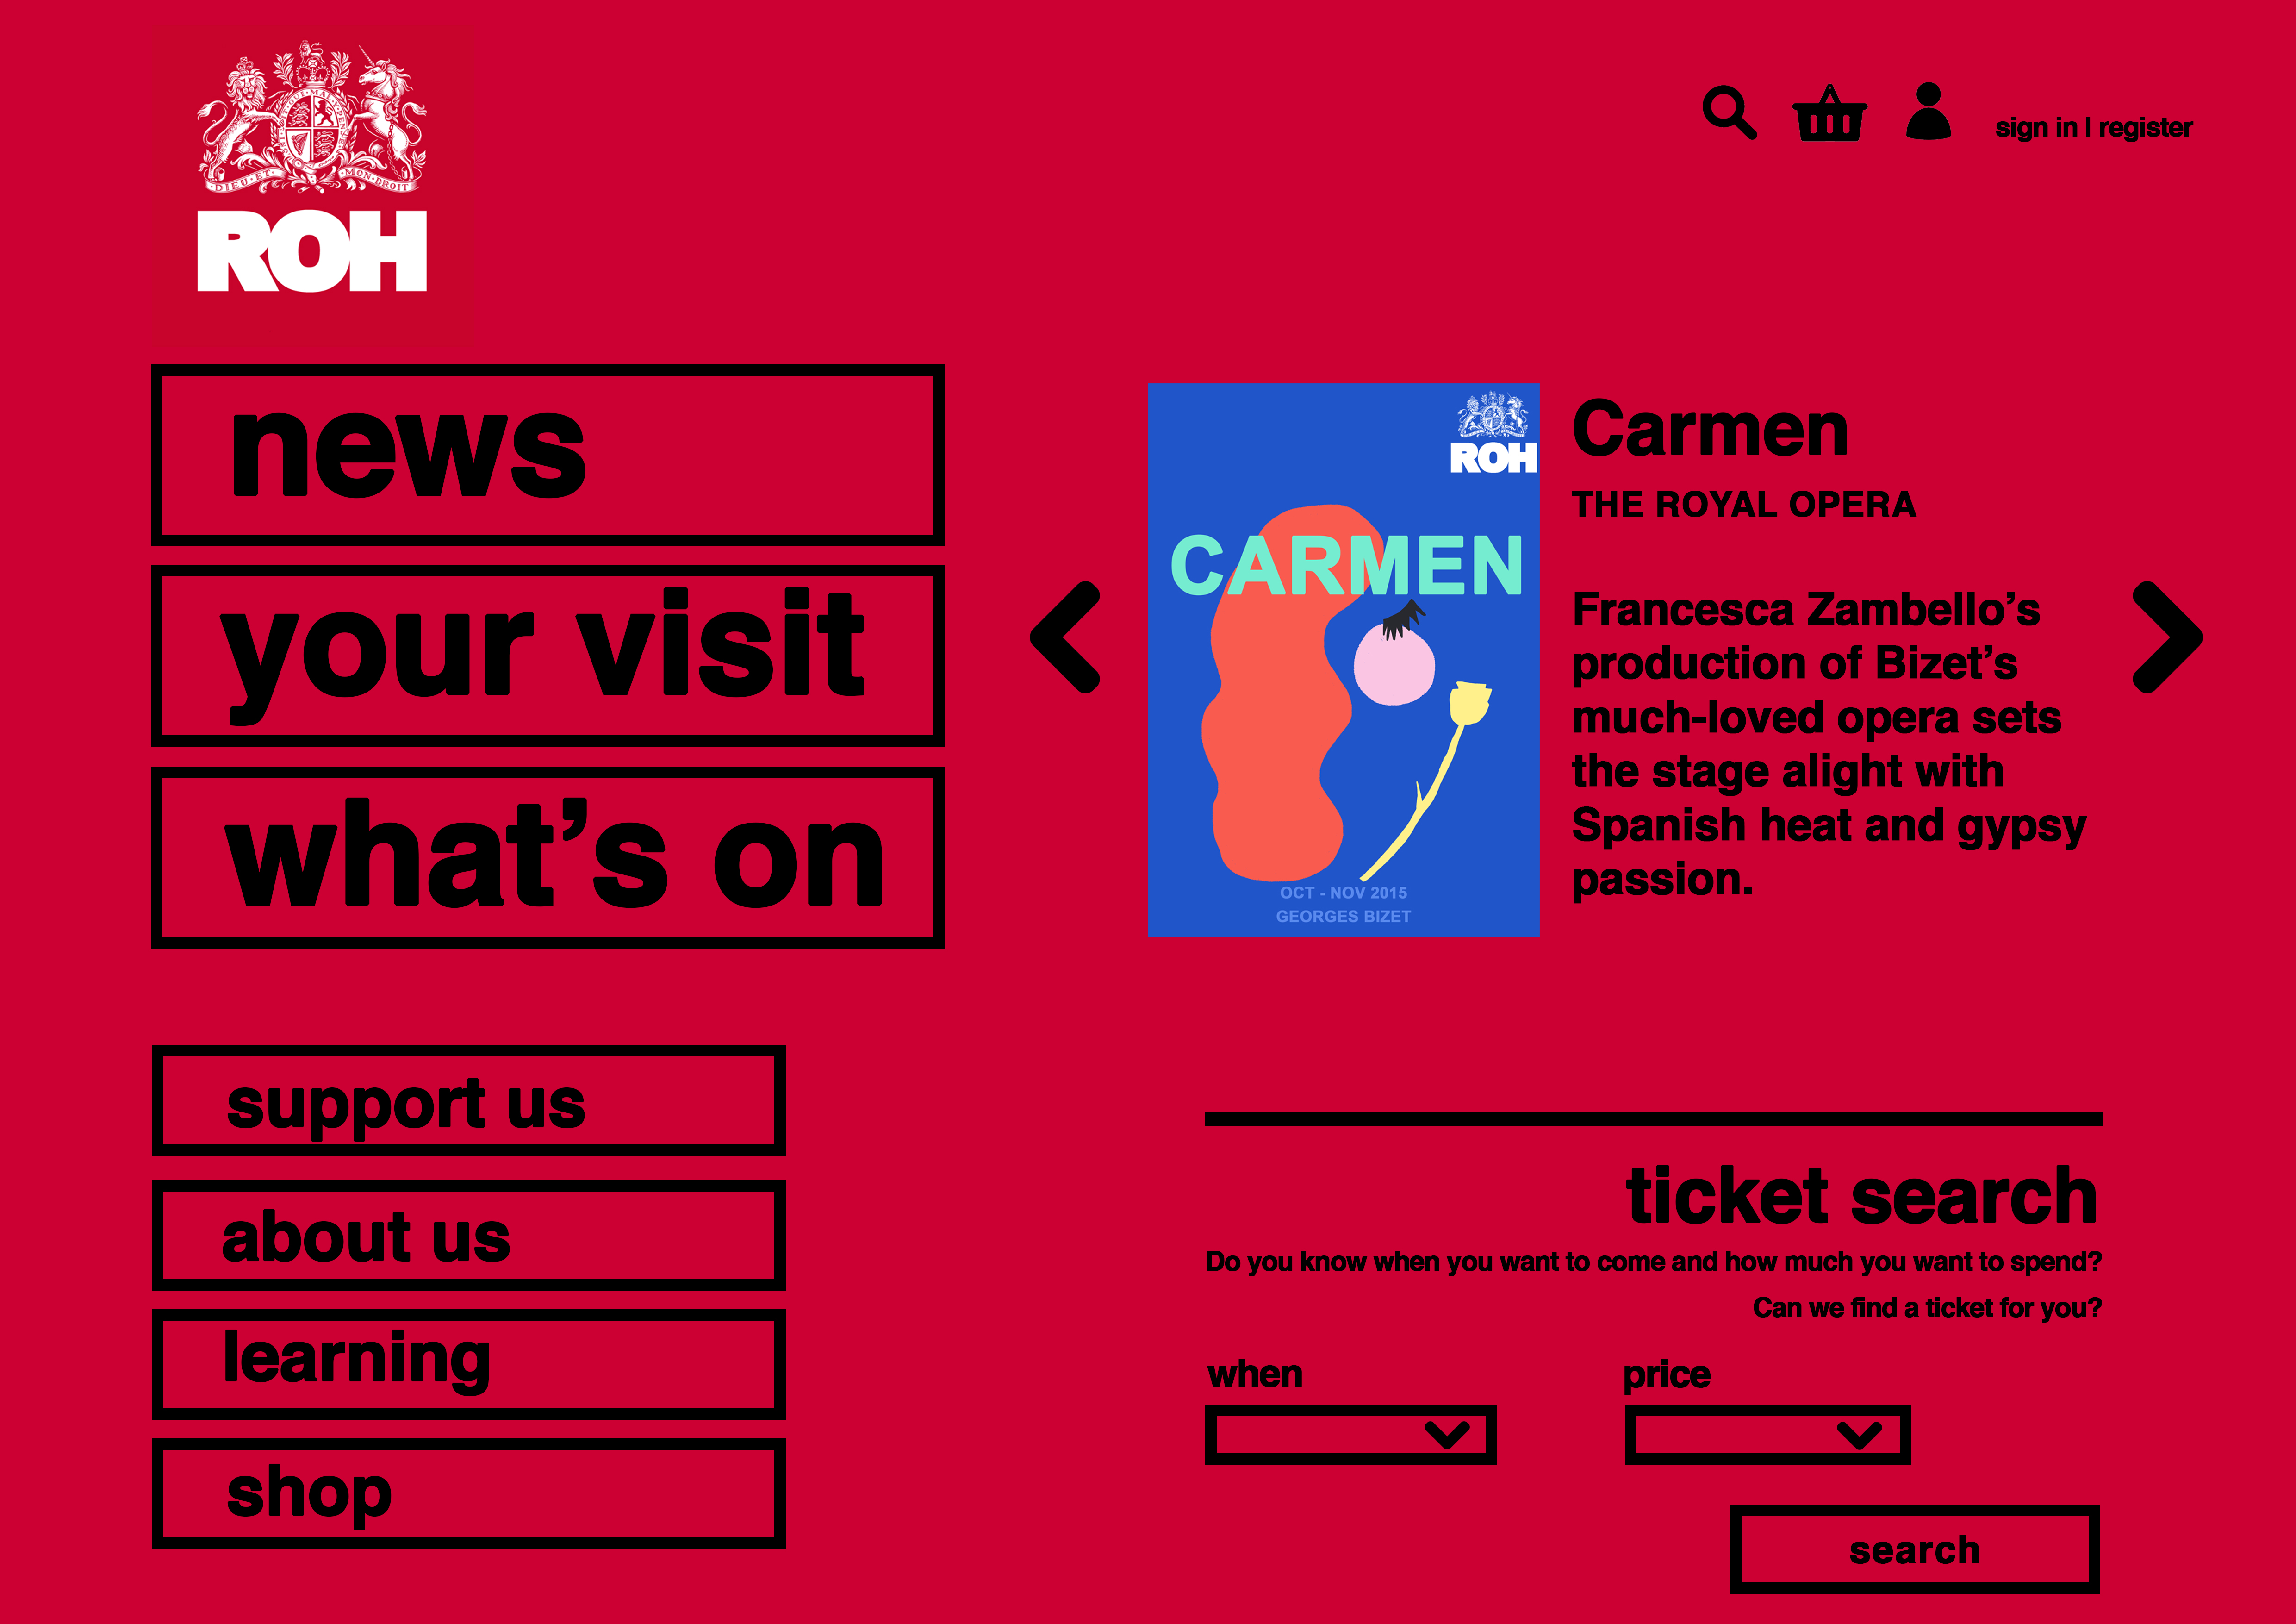 DIEU·ET· ·MON·DROIT
ROH
sign in | register
news
your visit
what’s on
ROH
CARMEN
OCT - NOV 2015
GEORGES BIZET
Carmen
THE ROYAL OPERA
Francesca Zambello’s
production of Bizet’s
much-loved opera sets
the stage alight with
Spanish heat and gypsy
passion.
support us
about us
learning
shop
ticket search
Do you know when you want to come and how much you want to spend?
Can we find a ticket for you?
when
price
search